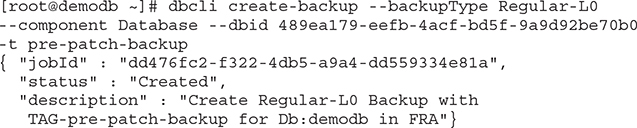 [root@demodb ~]# dbcli create-backup --backupType Regular-L0
--component Database --dbid 489ea179-eefb-4acf-bd5f-9a9d92be70b0
-t pre-patch-backup
{ "jobId" : "dd476fc2-f322-4db5-a9a4-dd559334e81a",
"status" : "Created",
"description" : "Create Regular-L0 Backup with
TAG-pre-patch-backup for Db:demodb in FRA"}